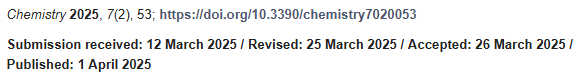 Chemistry 2025, 7(2), 53; https://doi.org/10.3390/chemistry7020053
Submission received: 12 March 2025 / Revised: 25 March 2025 / Accepted: 26 March 2025 /
Published: 1 April 2025